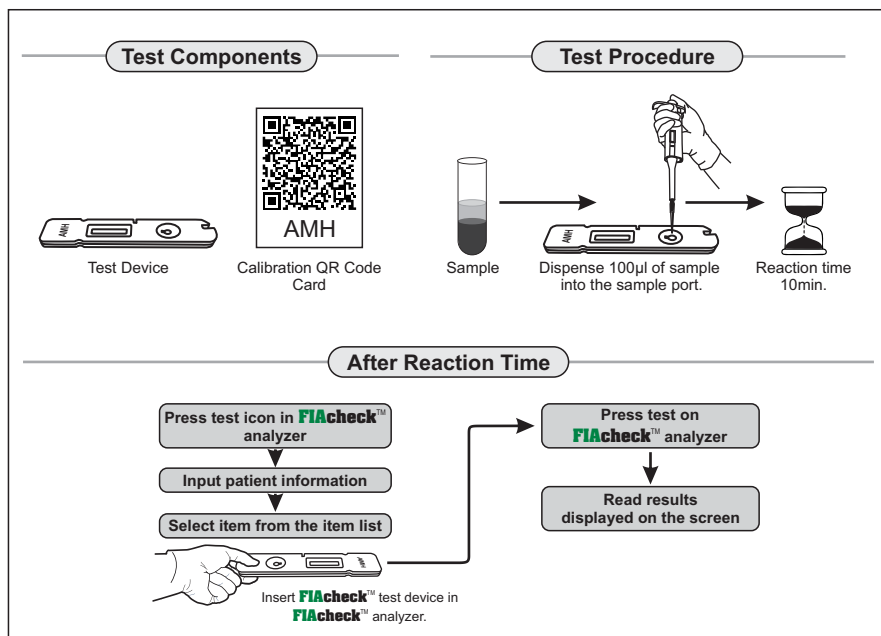 Test Components
AMH
AMH
Test Device
Calibration QR Code
Card
Test Procedure
AMH
Sample
Dispense 100µl of sample
into the sample port.
Reaction time
10min.
After Reaction Time
Press test icon in FIAcheck™
analyzer
Input patient information
Select item from the item list
AMH
Insert FIAcheck™ test device in
FIAcheck™ analyzer.
Press test on
FIAcheck™ analyzer
Read results
displayed on the screen